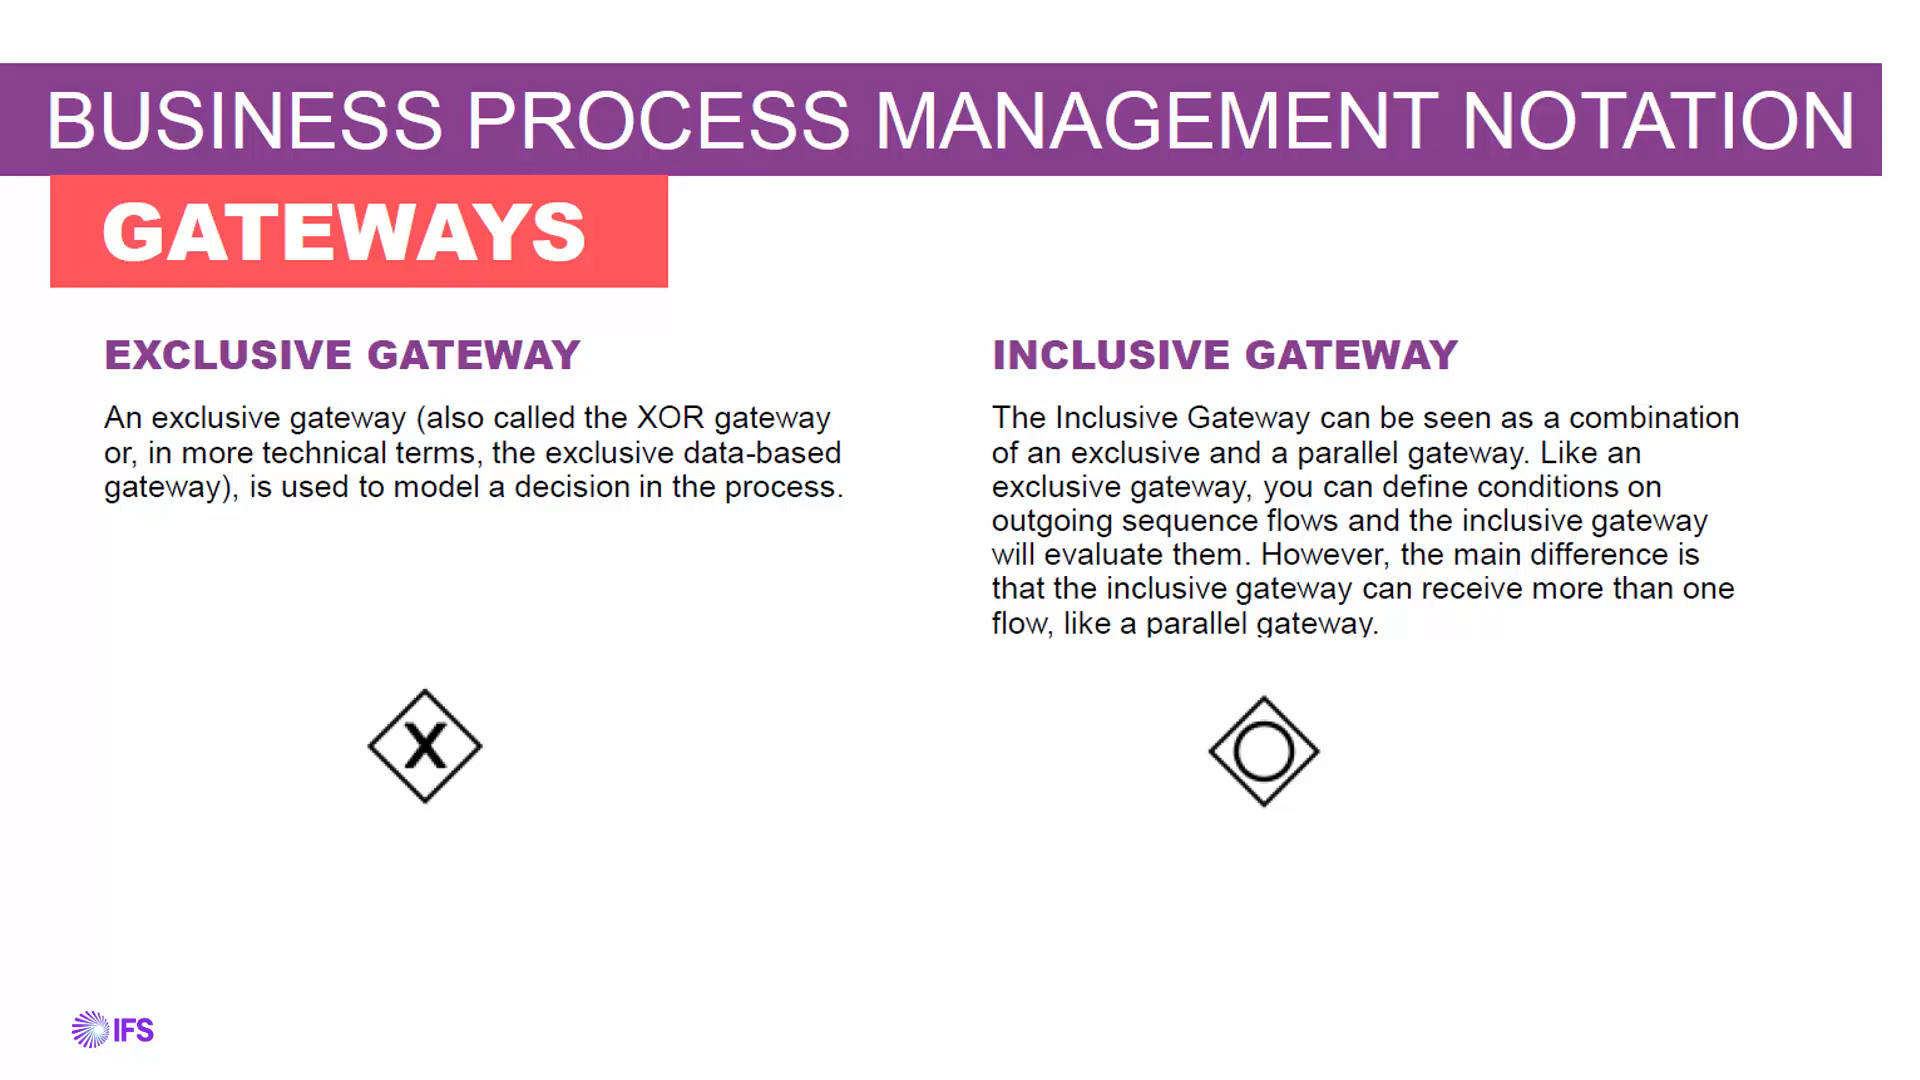 BUSINESS PROCESS MANAGEMENT NOTATION
GATEWAYS
EXCLUSIVE GATEWAY
An exclusive gateway (also called the XOR gateway
or, in more technical terms, the exclusive data-based
gateway), is used to model a decision in the process.
X
INCLUSIVE GATEWAY
The Inclusive Gateway can be seen as a combination
of an exclusive and a parallel gateway. Like an
exclusive gateway, you can define conditions on
outgoing sequence flows and the inclusive gateway
will evaluate them. However, the main difference is
that the inclusive gateway can receive more than one
flow, like a parallel gateway.
IFS